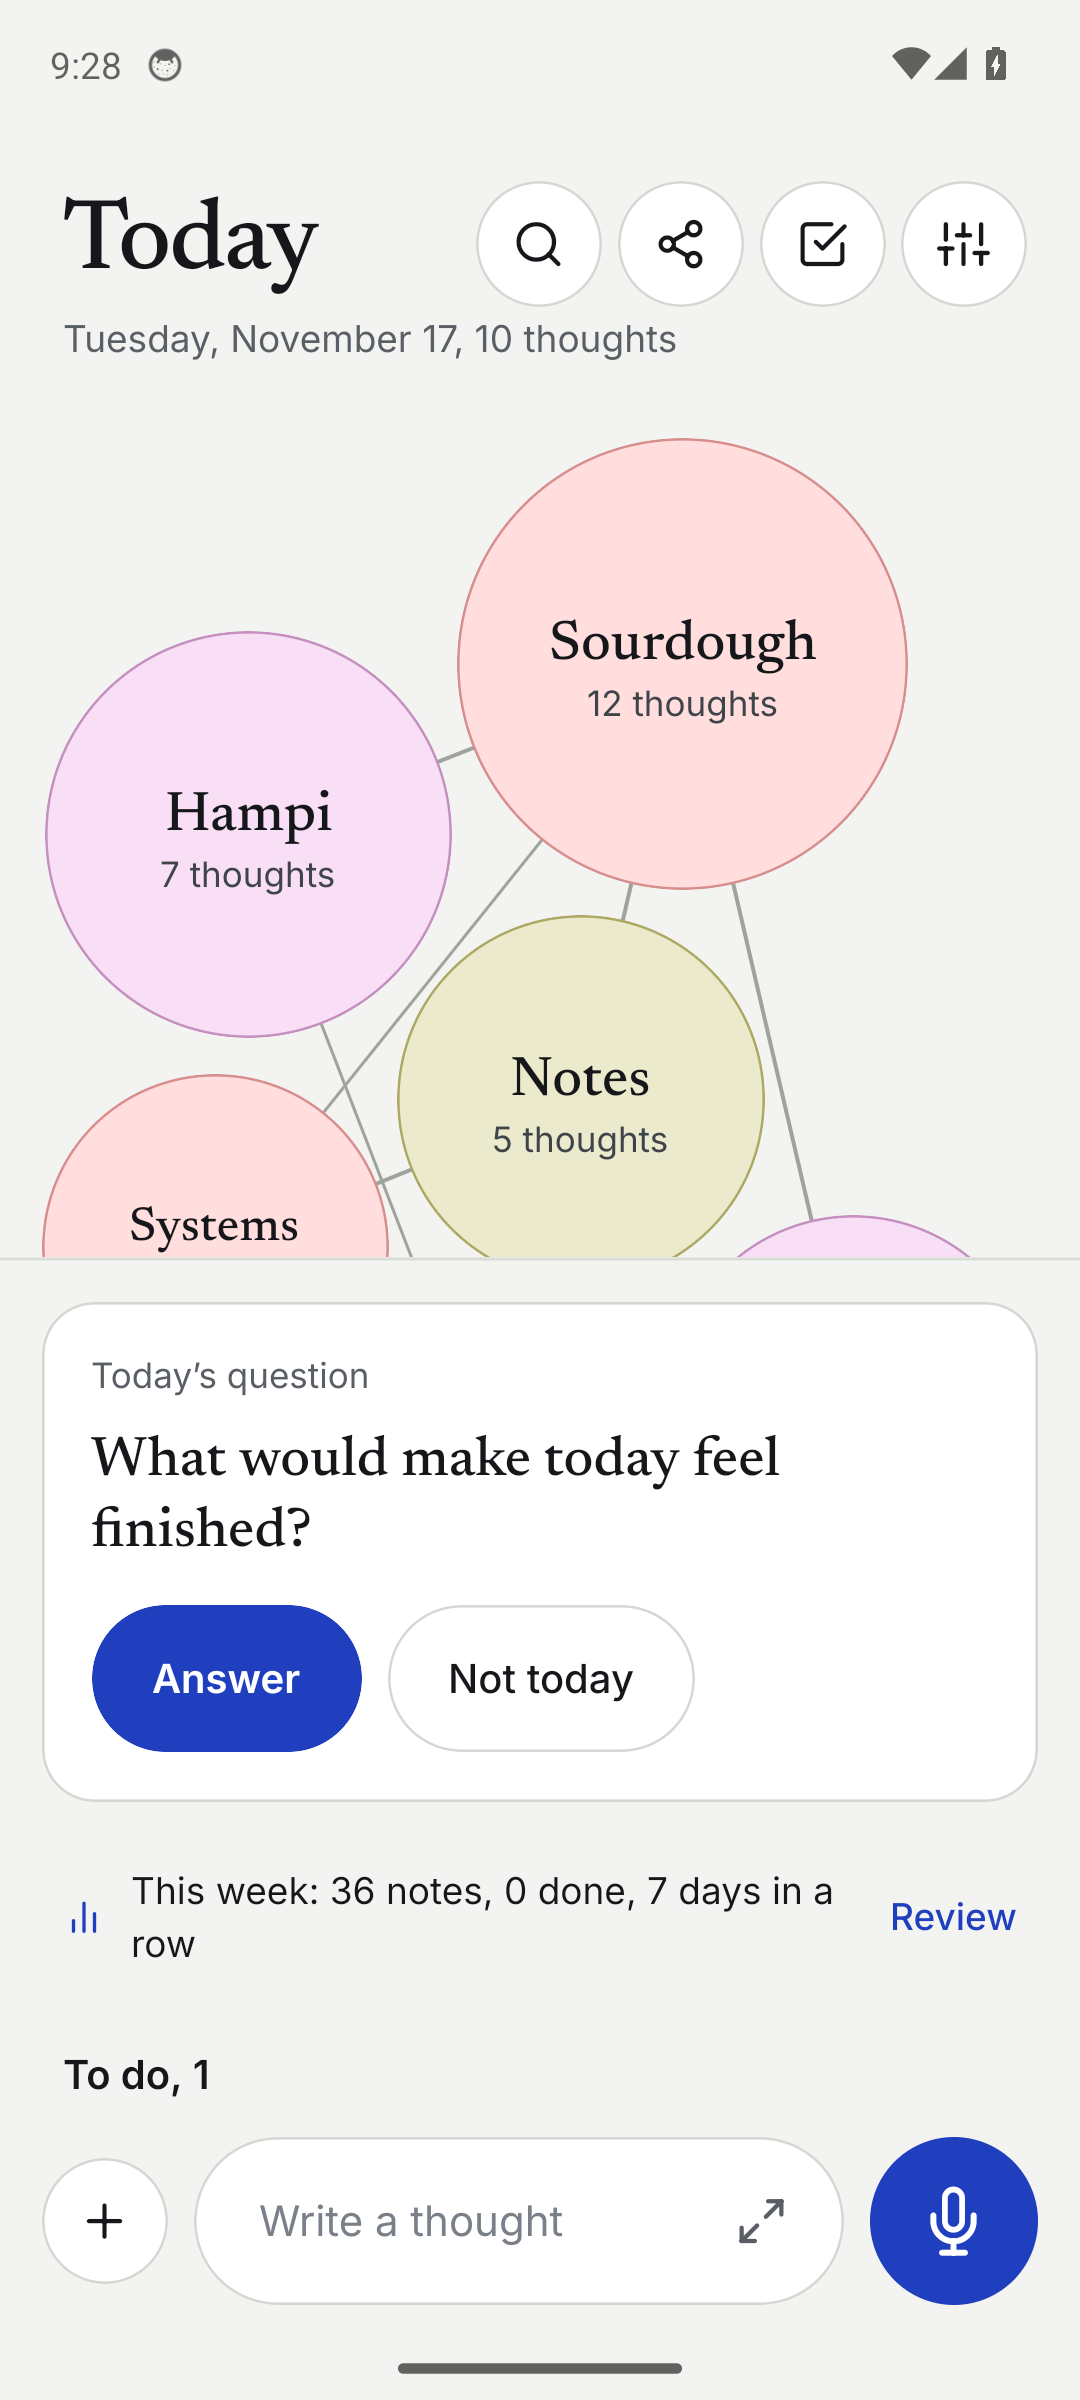 9:28
Today
Tuesday, November 17, 10 thoughts
Sourdough
12 thoughts
Hampi
7 thoughts
Notes
5 thoughts
Systems
Today’s question
What would make today feel
finished?
Answer
Not today
This week: 36 notes, 0 done, 7 days in a
row
Review
To do, 1
Write a thought